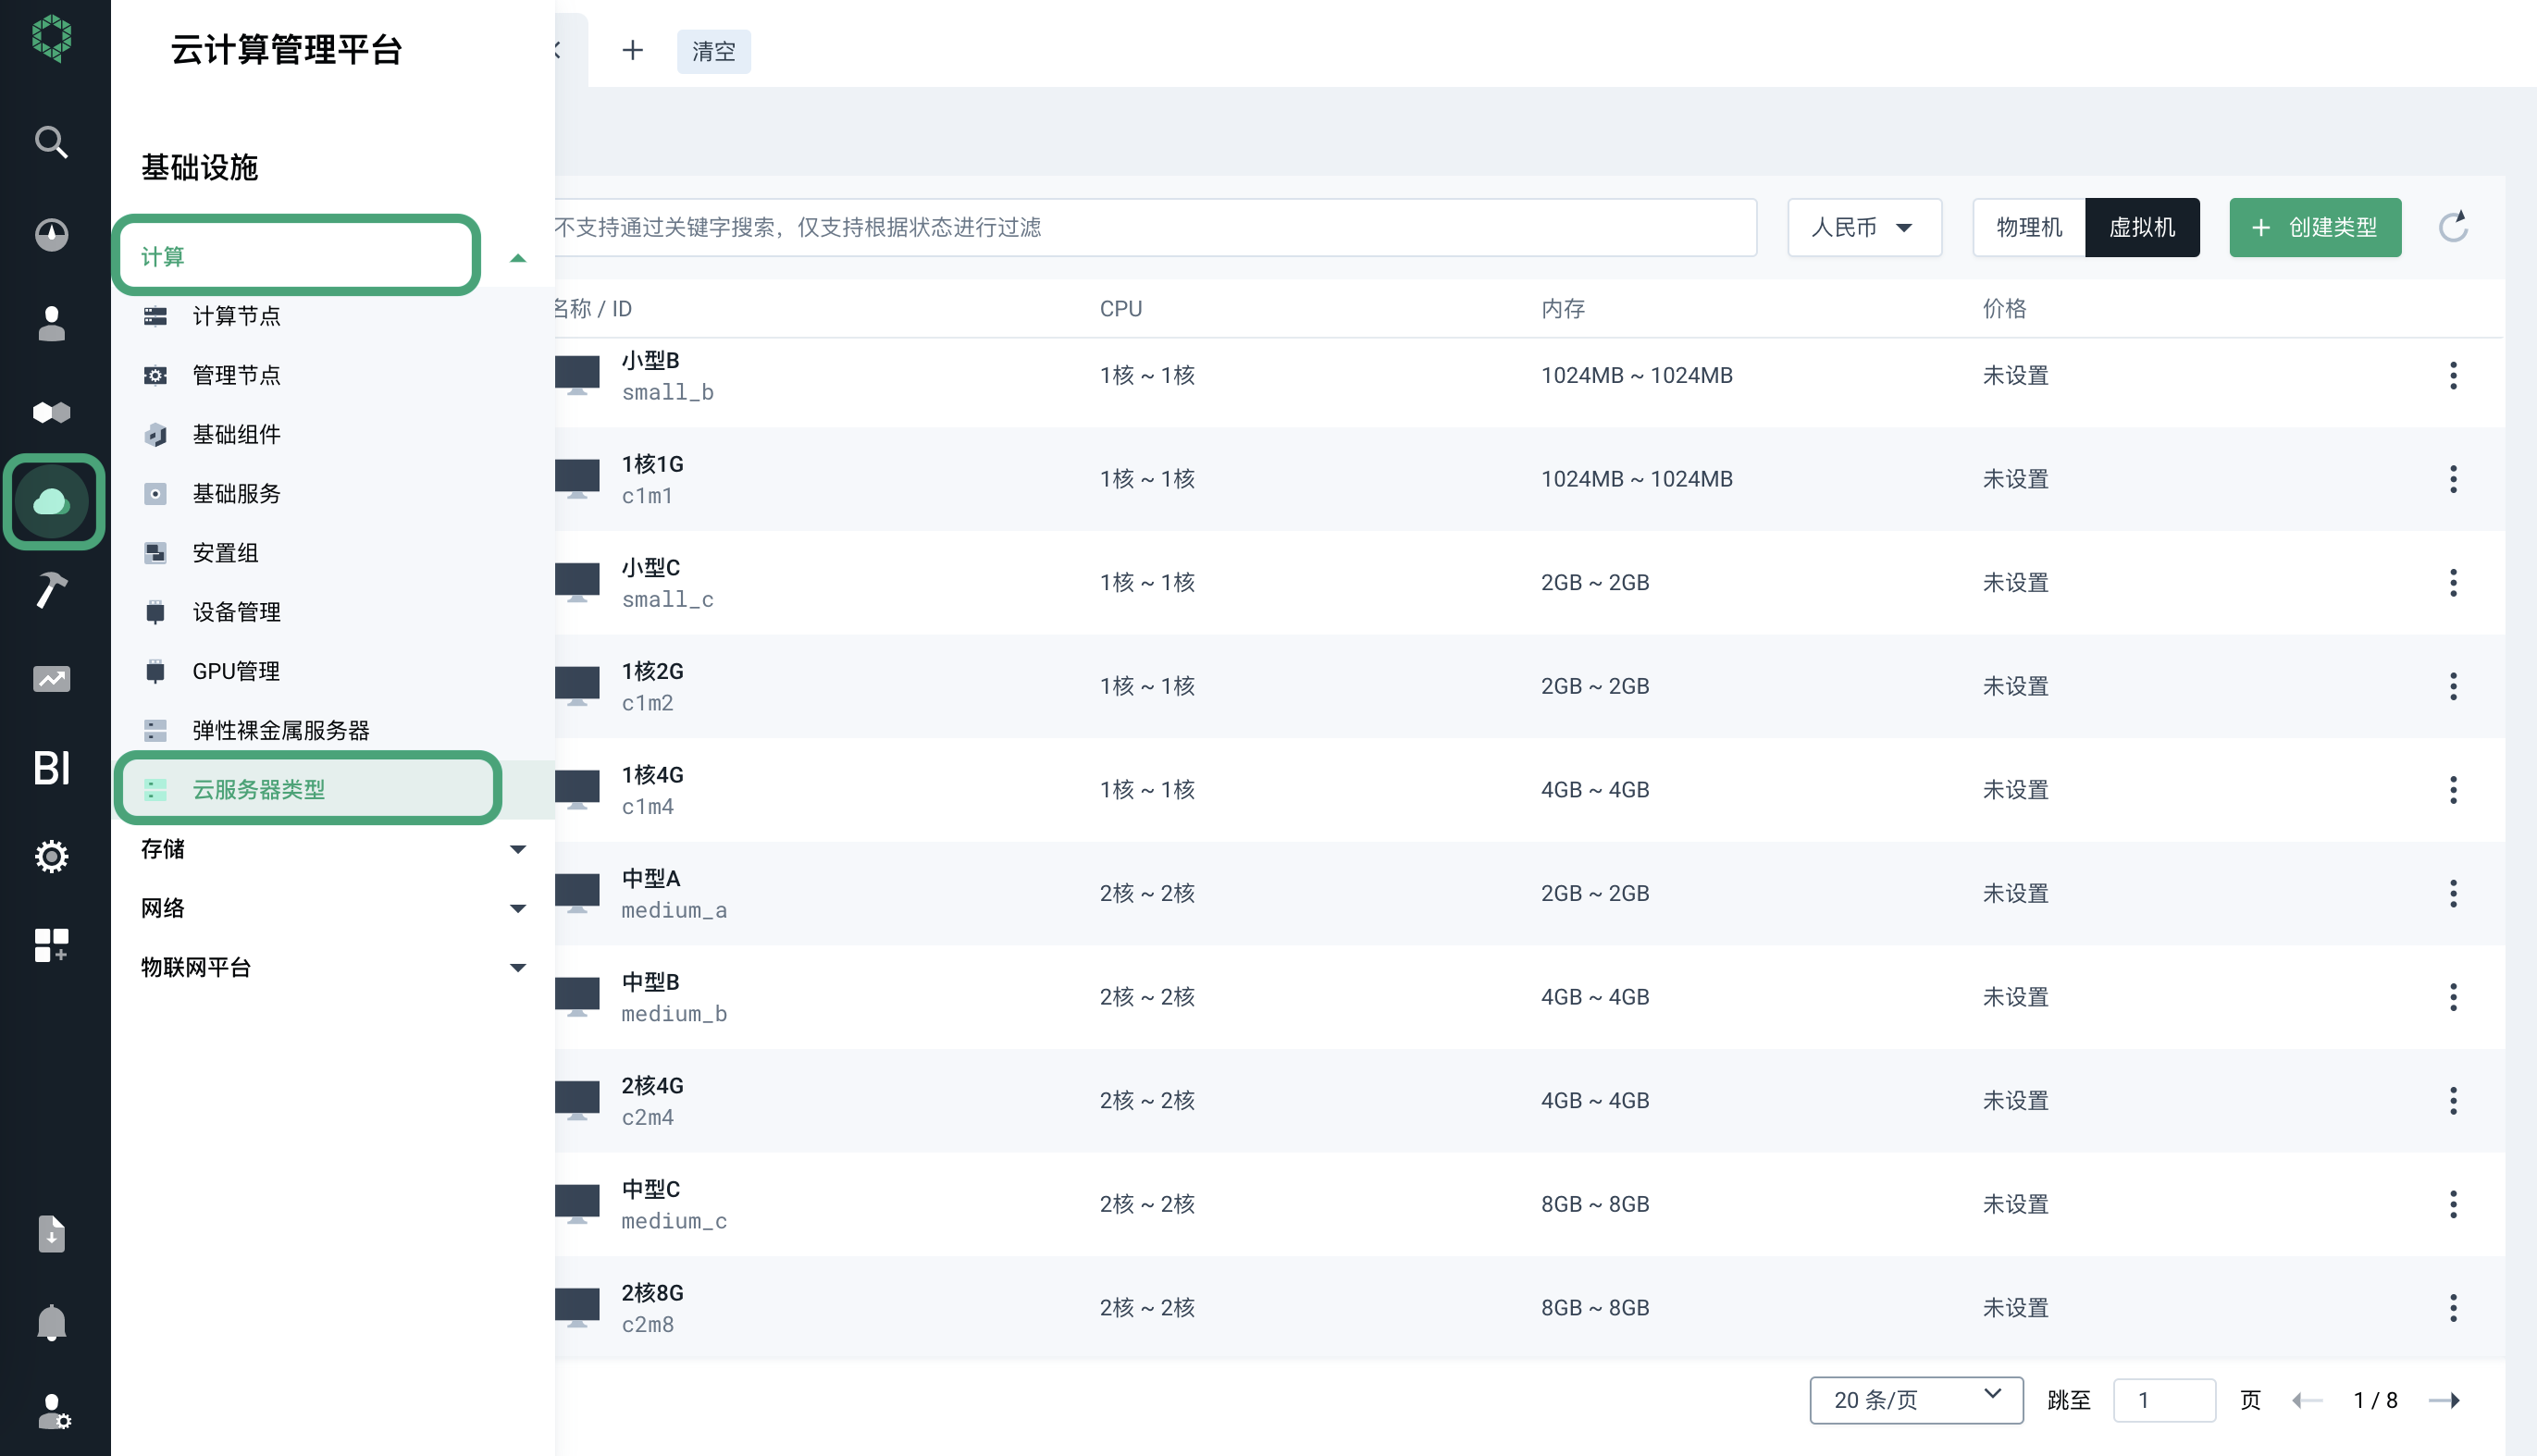 云计算管理平台
清空
基础设施
计算
计算节点
管理节点
基础组件
基础服务
安置组
设备管理
GPU管理
弹性裸金属服务器
云服务器类型
存储
网络
物联网平台
BI
不支持通过关键字搜索，仅支持根据状态进行过滤
人民币
物理机
虚拟机
+ 创建类型
名称 / ID
CPU
内存
价格
小型B
small_b
1核 ~ 1核
1024MB ~ 1024MB
未设置
1核1G
c1m1
1核 ~ 1核
1024MB ~ 1024MB
未设置
小型C
small_c
1核 ~ 1核
2GB ~ 2GB
未设置
1核2G
c1m2
1核 ~ 1核
2GB ~ 2GB
未设置
1核4G
c1m4
1核 ~ 1核
4GB ~ 4GB
未设置
中型A
medium_a
2核 ~ 2核
2GB ~ 2GB
未设置
中型B
medium_b
2核 ~ 2核
4GB ~ 4GB
未设置
2核4G
c2m4
2核 ~ 2核
4GB ~ 4GB
未设置
中型C
medium_c
2核 ~ 2核
8GB ~ 8GB
未设置
2核8G
c2m8
2核 ~ 2核
8GB ~ 8GB
未设置
20 条/页
跳至 1 页
1 / 8